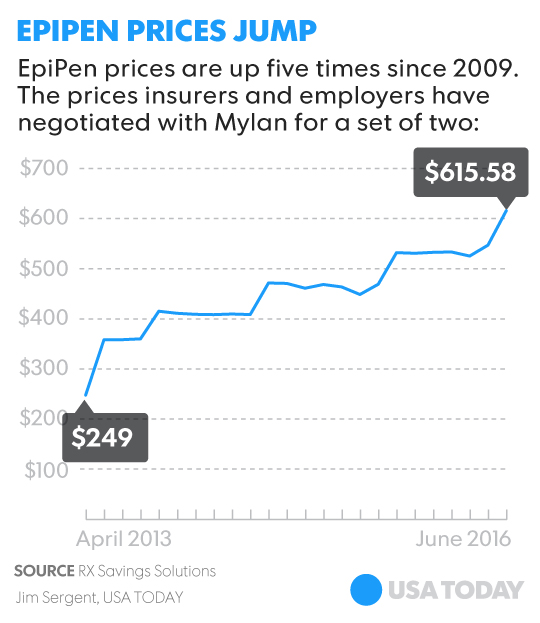 EPIPEN PRICES JUMP
EpiPen prices are up five times since 2009.
The prices insurers and employers have
negotiated with Mylan for a set of two:
$700
$615.58
$600
$500
$400
$300
$200
$249
$100
April 2013
June 2016
SOURCE RX Savings Solutions
Jim Sergent, USA TODAY
USA TODAY